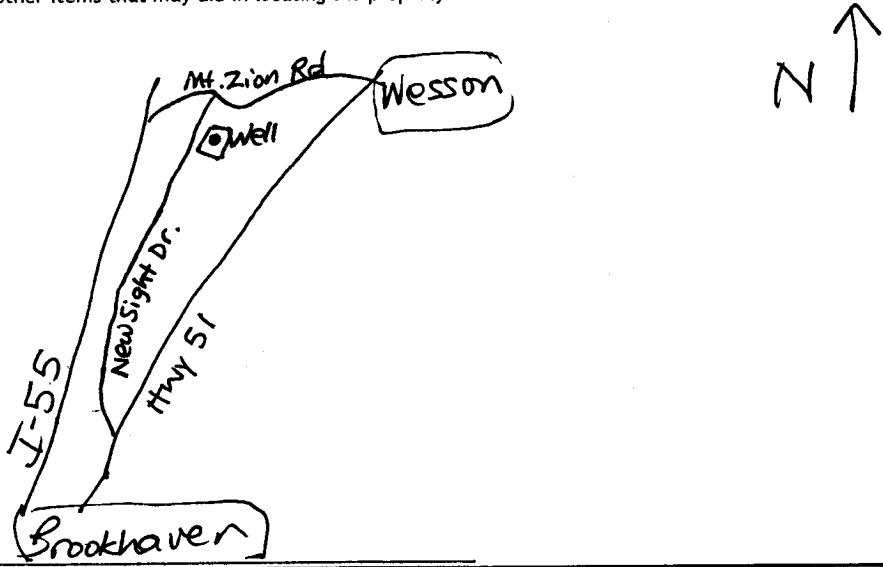 other items that may aid in locating the property
Mt. Zion Rd
Wesson
N
Well
New Sight Dr.
Hwy 51
I-55
Brookhaven